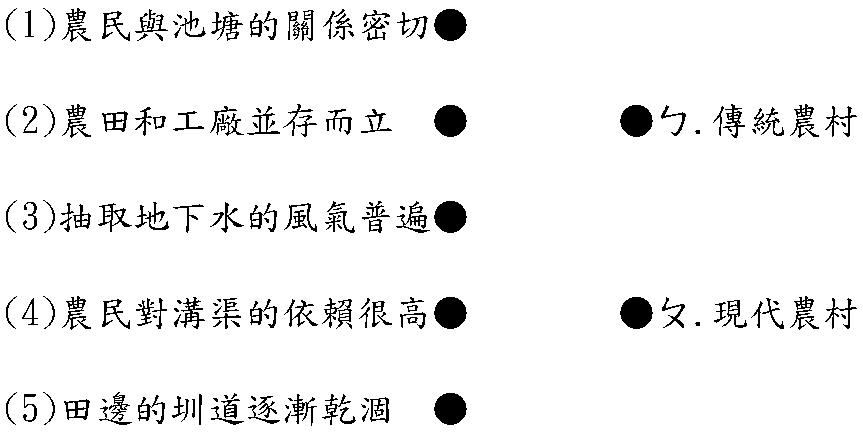 (1)農民與池塘的關係密切●
(2)農田和工廠並存而立 ● ●ㄅ.傳統農村
(3)抽取地下水的風氣普遍●
(4)農民對溝渠的依賴很高● ●ㄆ.現代農村
(5)田邊的圳道逐漸乾涸 ●